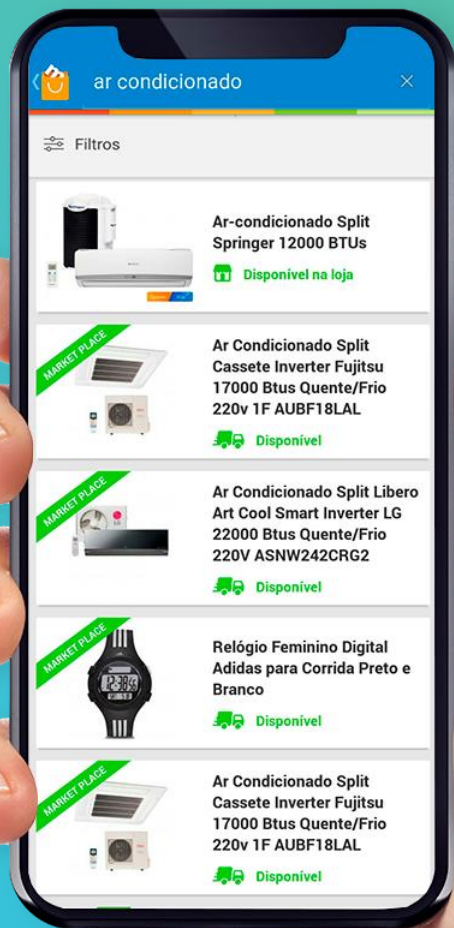 ar condicionado
Filtros
Ar-condicionado Split
Springer 12000 BTUs
Disponível na loja
MARKET PLACE
Ar Condicionado Split
Cassete Inverter Fujitsu
17000 Btus Quente/Frio
220v 1F AUBF18LAL
Disponível
MARKET PLACE
Ar Condicionado Split Libero
Art Cool Smart Inverter LG
22000 Btus Quente/Frio
220V ASNW242CRG2
Disponível
MARKET PLACE
Relógio Feminino Digital
Adidas para Corrida Preto e
Branco
Disponível
MARKET PLACE
Ar Condicionado Split
Cassete Inverter Fujitsu
17000 Btus Quente/Frio
220v 1F AUBF18LAL
Disponível